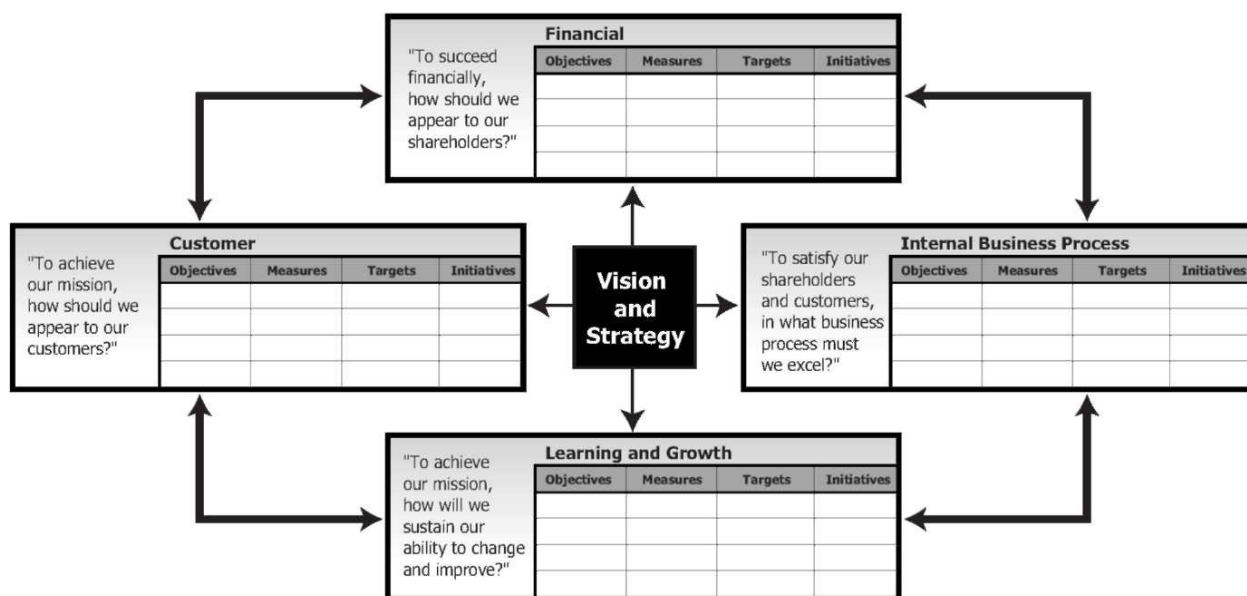 Financial
"To succeed
financially,
how should we
appear to our
shareholders?"
Objectives Measures Targets Initiatives
Customer
"To achieve
our mission,
how should we
appear to our
customers?"
Objectives Measures Targets Initiatives
Vision
and
Strategy
Internal Business Process
"To satisfy our
shareholders
and customers,
in what business
process must
we excel?"
Objectives Measures Targets Initiatives
Learning and Growth
"To achieve
our mission,
how will we
sustain our
ability to change
and improve?"
Objectives Measures Targets Initiatives